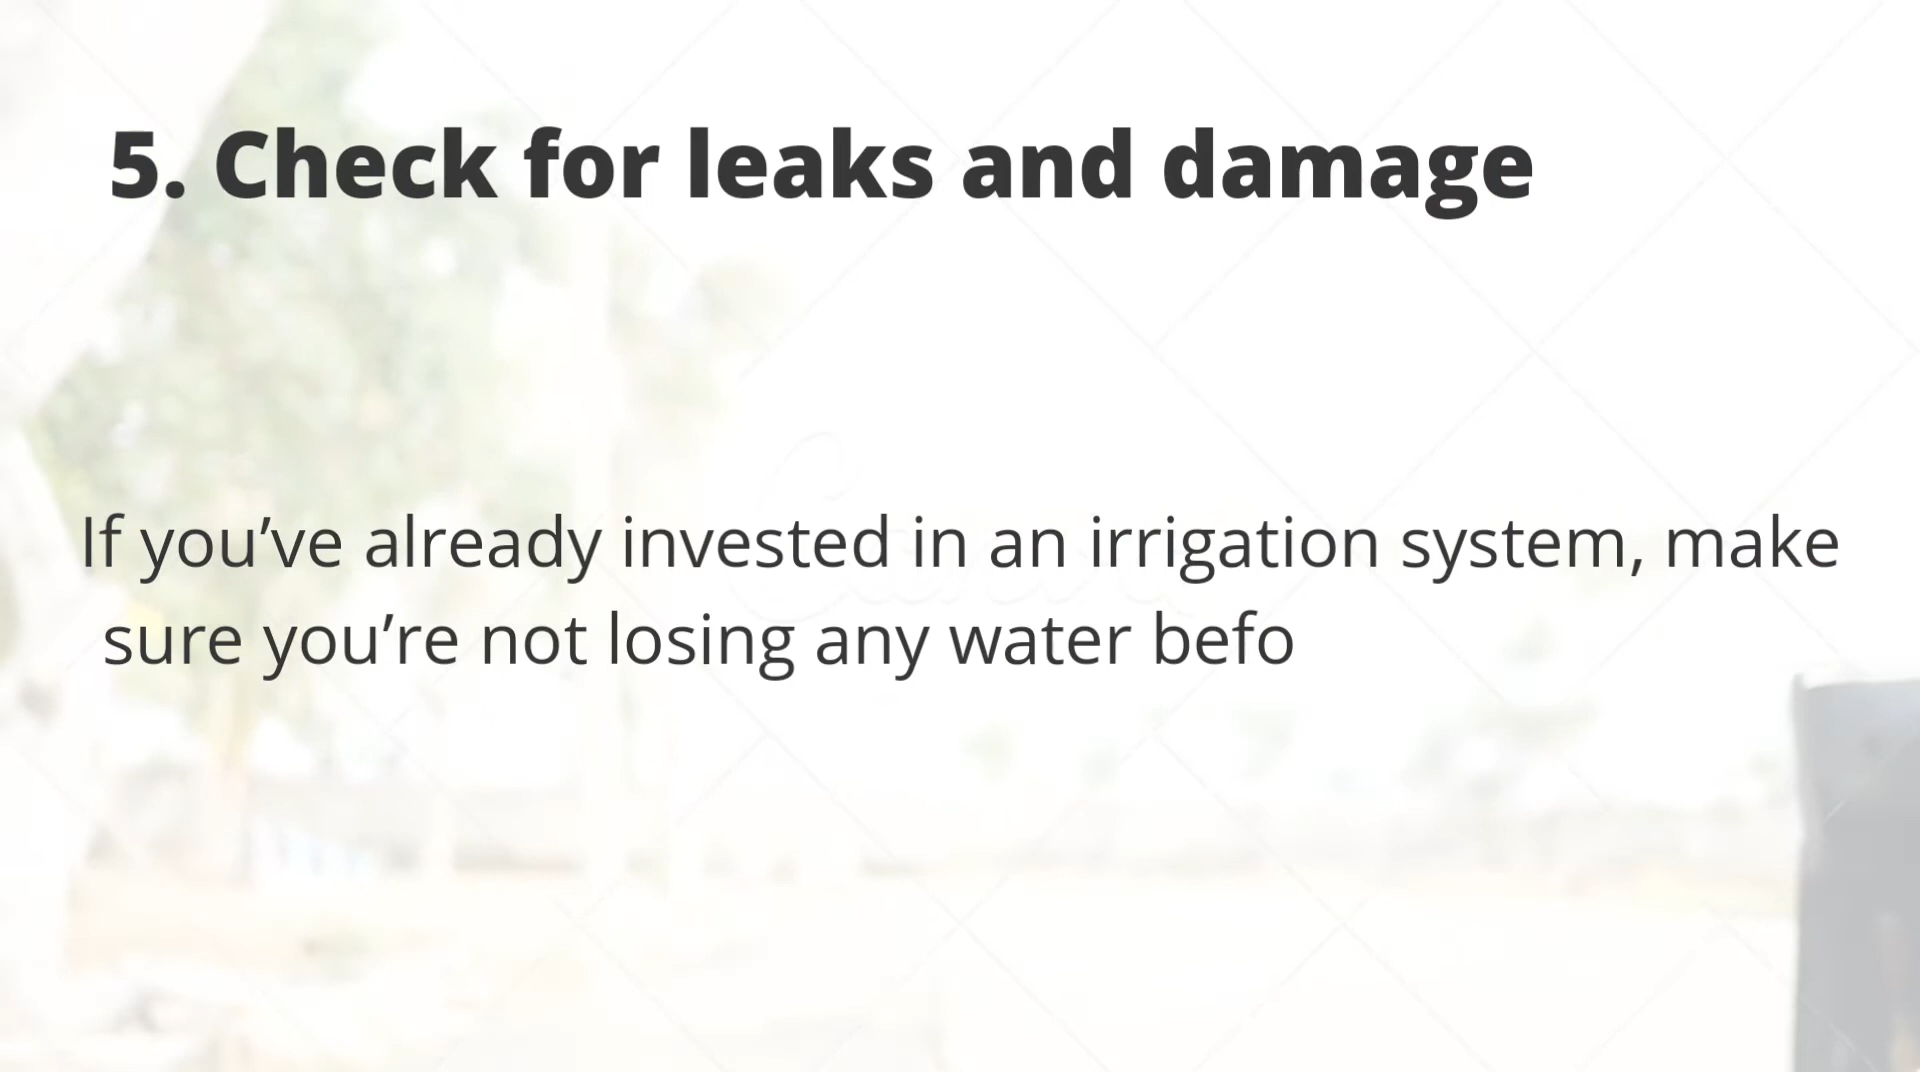 5. Check for leaks and damage
If you’ve already invested in an irrigation system, make
sure you’re not losing any water befo